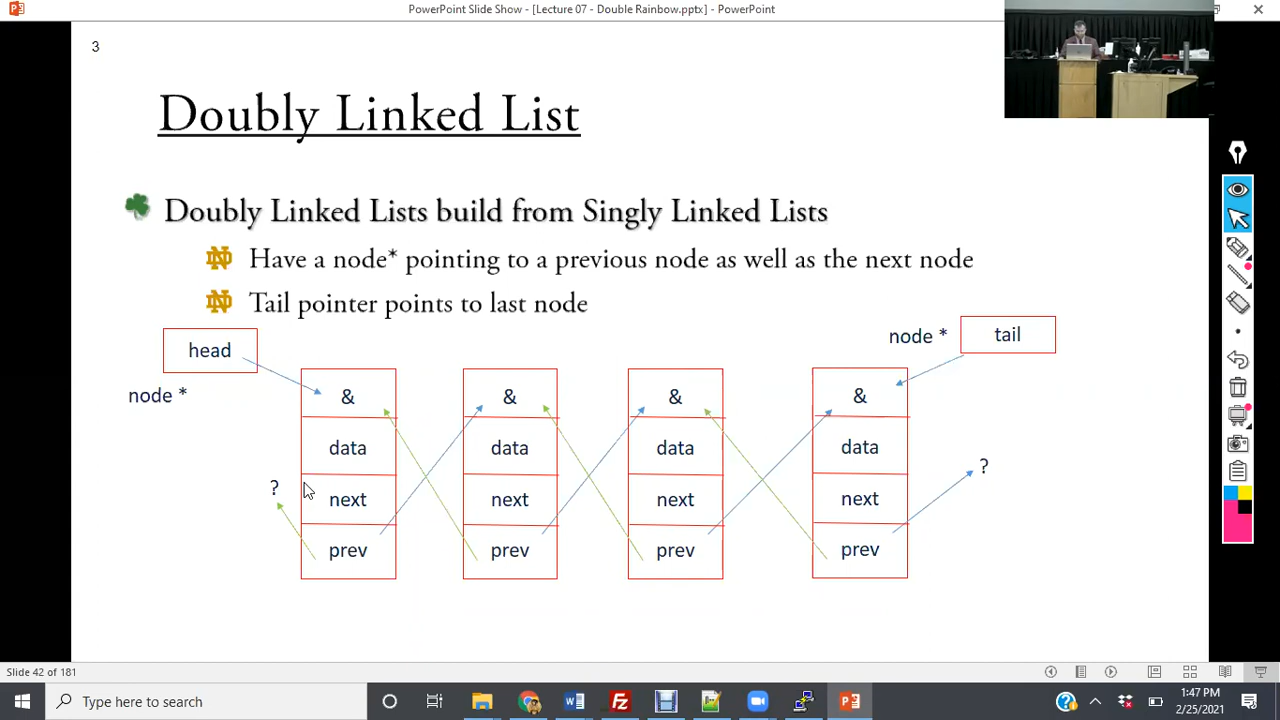 PowerPoint Slide Show - [Lecture 07 - Double Rainbow.pptx] - PowerPoint
3
Doubly Linked List
Doubly Linked Lists build from Singly Linked Lists
Have a node* pointing to a previous node as well as the next node
Tail pointer points to last node
head
node *
tail
node *
& & & &
data data data data
?
next next next next
?
prev prev prev prev
Slide 42 of 181
Type here to search
1:47 PM
2/25/2021